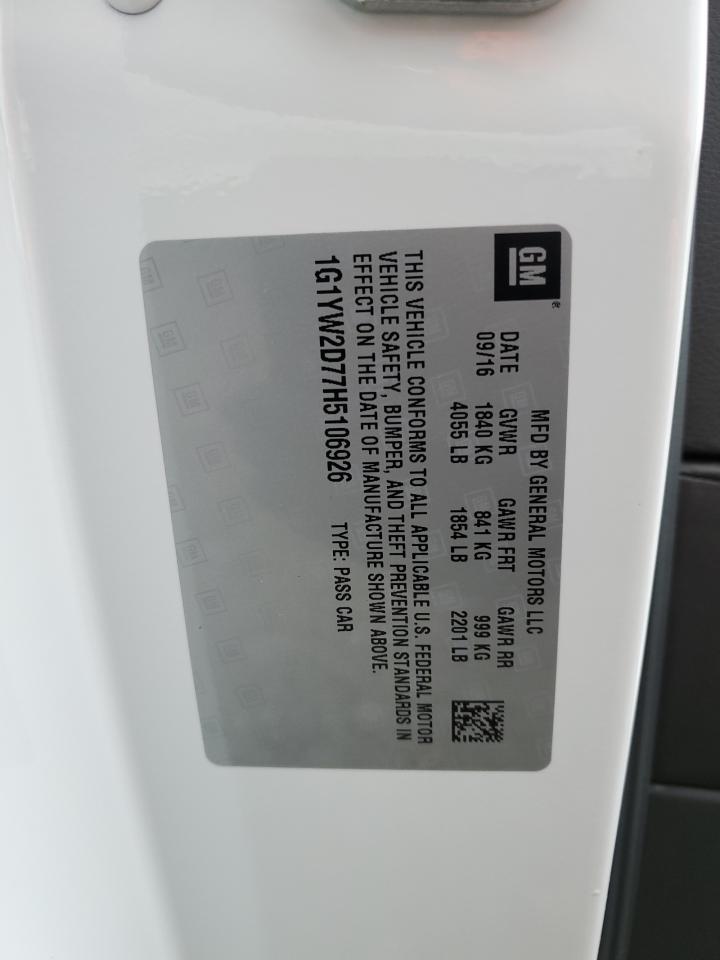 GM
®
MFD BY GENERAL MOTORS LLC
DATE GVWR GAWR FRT GAWR RR
09/16 1840 KG 841 KG 999 KG
4055 LB 1854 LB 2201 LB
THIS VEHICLE CONFORMS TO ALL APPLICABLE U.S. FEDERAL MOTOR
VEHICLE SAFETY, BUMPER, AND THEFT PREVENTION STANDARDS IN
EFFECT ON THE DATE OF MANUFACTURE SHOWN ABOVE.
1G1YW2D77H5106926 TYPE: PASS CAR